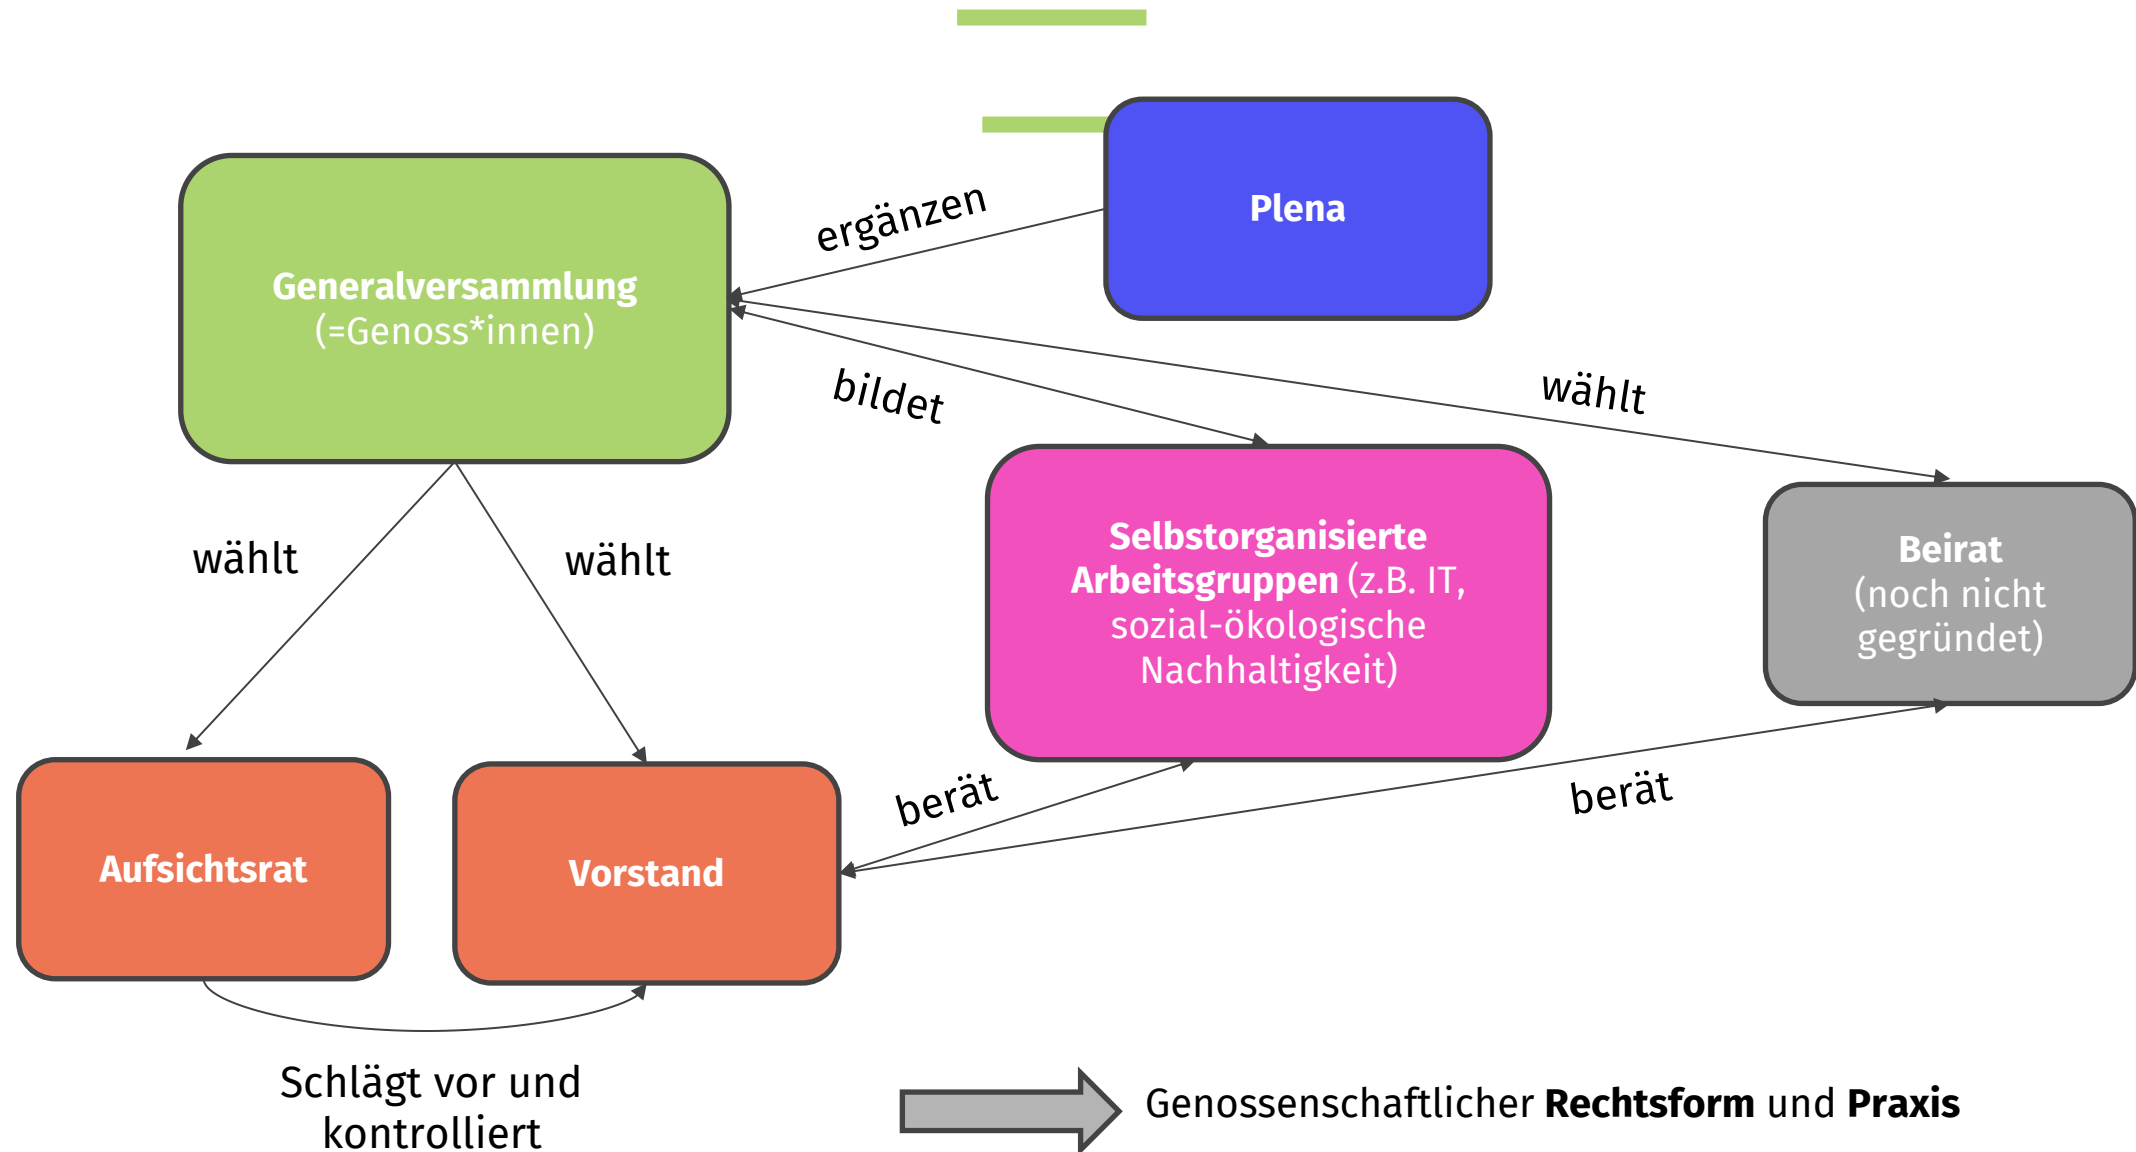 Plena
ergänzen
Generalversammlung
(=Genoss*innen)
bildet
wählt
wählt
wählt
Selbstorganisierte
Arbeitsgruppen (z.B. IT,
sozial-ökologische
Nachhaltigkeit)
Beirat
(noch nicht
gegründet)
berät
berät
Aufsichtsrat
Vorstand
Schlägt vor und
kontrolliert
Genossenschaftlicher Rechtsform und Praxis